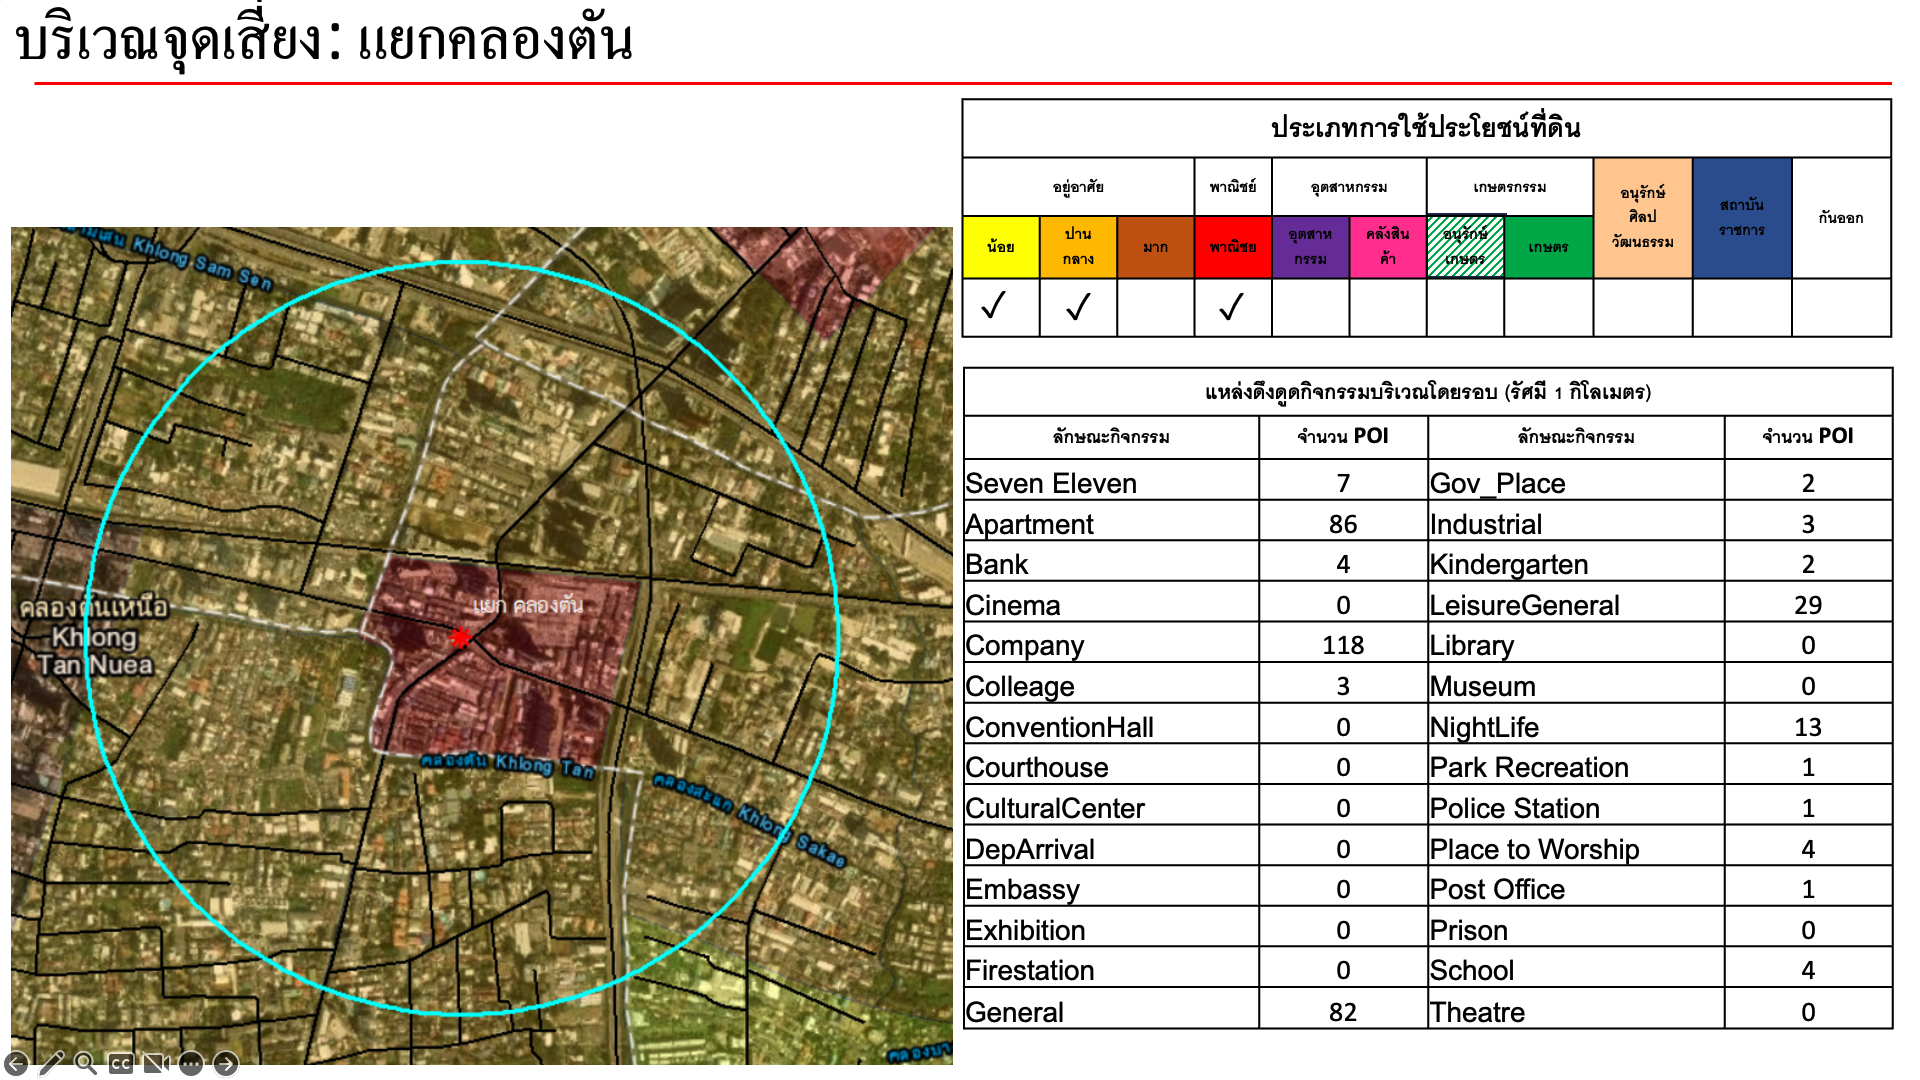 บริเวณจุดเสี่ยง: แยกคลองตัน
Khlong Sam Sen
คลองตันเหนือ
Khlong
Tan Nuea
แยก คลองตัน
คลองตัน Khlong Tan
คลองสะแก Khlong Sakae
ประเภทการใช้ประโยชน์ที่ดิน
อยู่อาศัย พาณิชย์ อุตสาหกรรม เกษตรกรรม อนุรักษ์ศิลปวัฒนธรรม สถาบันราชการ กันออก
น้อย ปานกลาง มาก พาณิชย อุตสาหกรรม คลังสินค้า อนุรักษ์เกษตร เกษตร
✓ ✓ ✓
แหล่งดึงดูดกิจกรรมบริเวณโดยรอบ (รัศมี 1 กิโลเมตร)
ลักษณะกิจกรรม จำนวน POI ลักษณะกิจกรรม จำนวน POI
Seven Eleven 7 Gov_Place 2
Apartment 86 Industrial 3
Bank 4 Kindergarten 2
Cinema 0 LeisureGeneral 29
Company 118 Library 0
Colleage 3 Museum 0
ConventionHall 0 NightLife 13
Courthouse 0 Park Recreation 1
CulturalCenter 0 Police Station 1
DepArrival 0 Place to Worship 4
Embassy 0 Post Office 1
Exhibition 0 Prison 0
Firestation 0 School 4
General 82 Theatre 0
CC